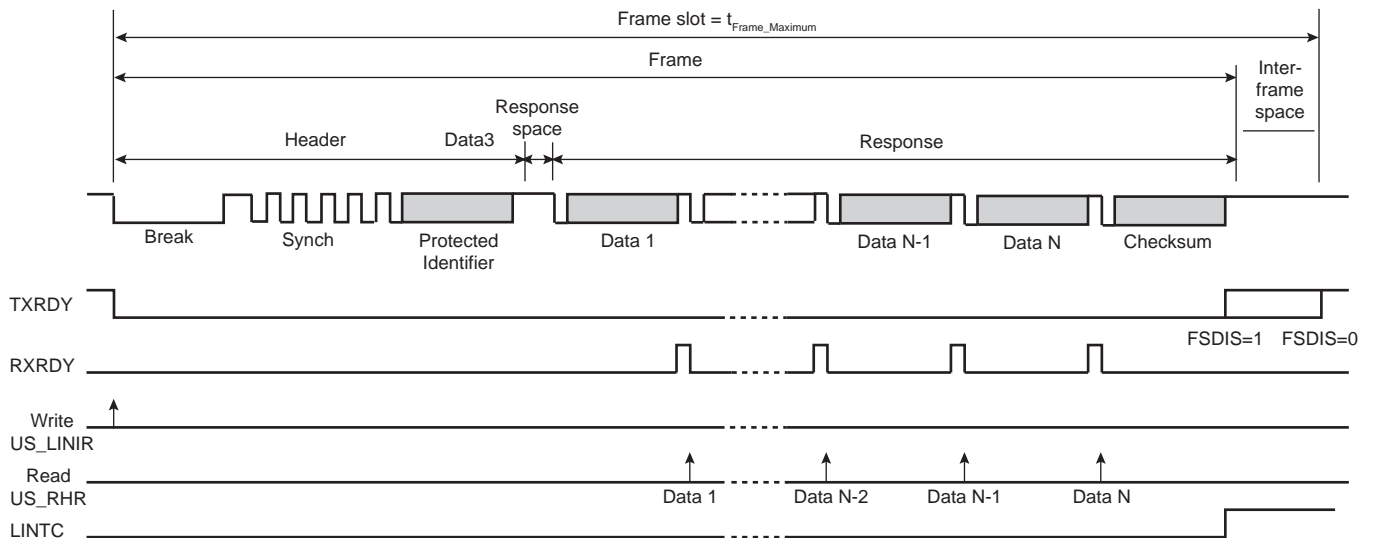 Frame slot = tFrame_Maximum
Frame
Inter-
frame
space
Response
space
Header
Data3
Response
Break
Synch
Protected
Identifier
Data 1
Data N-1
Data N
Checksum
TXRDY
FSDIS=1
FSDIS=0
RXRDY
Write
US_LINIR
Read
US_RHR
Data 1
Data N-2
Data N-1
Data N
LINTC